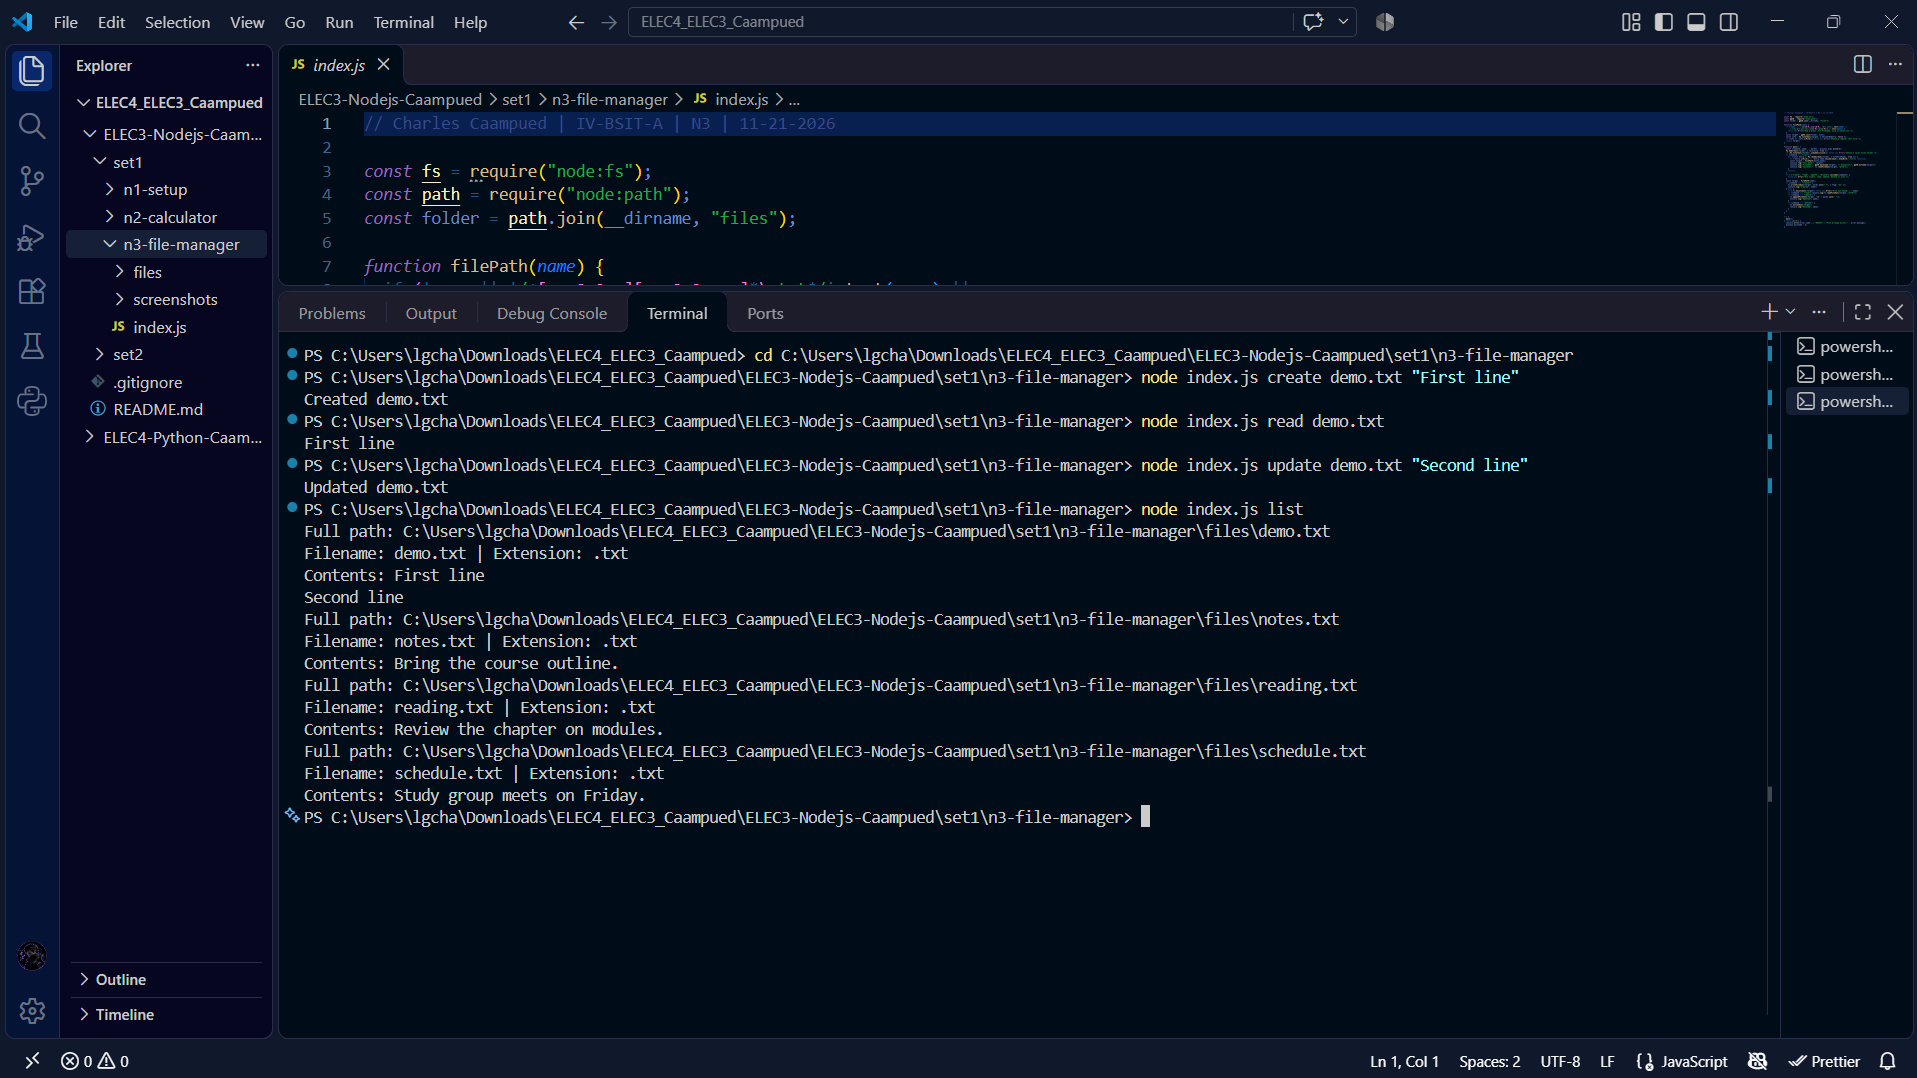 File Edit Selection View Go Run Terminal Help
ELEC4_ELEC3_Caampued
Explorer
ELEC4_ELEC3_Caampued
ELEC3-Nodejs-Caam...
set1
n1-setup
n2-calculator
n3-file-manager
files
screenshots
JS index.js
set2
.gitignore
README.md
ELEC4-Python-Caam...
Outline
Timeline
JS index.js
ELEC3-Nodejs-Caampued > set1 > n3-file-manager > JS index.js > ...
1 // Charles Caampued | IV-BSIT-A | N3 | 11-21-2026
2
3 const fs = require("node:fs");
4 const path = require("node:path");
5 const folder = path.join(__dirname, "files");
6
7 function filePath(name) {
Problems Output Debug Console Terminal Ports
PS C:\Users\lgcha\Downloads\ELEC4_ELEC3_Caampued> cd C:\Users\lgcha\Downloads\ELEC4_ELEC3_Caampued\ELEC3-Nodejs-Caampued\set1\n3-file-manager
PS C:\Users\lgcha\Downloads\ELEC4_ELEC3_Caampued\ELEC3-Nodejs-Caampued\set1\n3-file-manager> node index.js create demo.txt "First line"
Created demo.txt
PS C:\Users\lgcha\Downloads\ELEC4_ELEC3_Caampued\ELEC3-Nodejs-Caampued\set1\n3-file-manager> node index.js read demo.txt
First line
PS C:\Users\lgcha\Downloads\ELEC4_ELEC3_Caampued\ELEC3-Nodejs-Caampued\set1\n3-file-manager> node index.js update demo.txt "Second line"
Updated demo.txt
PS C:\Users\lgcha\Downloads\ELEC4_ELEC3_Caampued\ELEC3-Nodejs-Caampued\set1\n3-file-manager> node index.js list
Full path: C:\Users\lgcha\Downloads\ELEC4_ELEC3_Caampued\ELEC3-Nodejs-Caampued\set1\n3-file-manager\files\demo.txt
Filename: demo.txt | Extension: .txt
Contents: First line
Second line
Full path: C:\Users\lgcha\Downloads\ELEC4_ELEC3_Caampued\ELEC3-Nodejs-Caampued\set1\n3-file-manager\files\notes.txt
Filename: notes.txt | Extension: .txt
Contents: Bring the course outline.
Full path: C:\Users\lgcha\Downloads\ELEC4_ELEC3_Caampued\ELEC3-Nodejs-Caampued\set1\n3-file-manager\files\reading.txt
Filename: reading.txt | Extension: .txt
Contents: Review the chapter on modules.
Full path: C:\Users\lgcha\Downloads\ELEC4_ELEC3_Caampued\ELEC3-Nodejs-Caampued\set1\n3-file-manager\files\schedule.txt
Filename: schedule.txt | Extension: .txt
Contents: Study group meets on Friday.
PS C:\Users\lgcha\Downloads\ELEC4_ELEC3_Caampued\ELEC3-Nodejs-Caampued\set1\n3-file-manager>
powersh...
powersh...
powersh...
0 0
Ln 1, Col 1 Spaces: 2 UTF-8 LF {} JavaScript Prettier